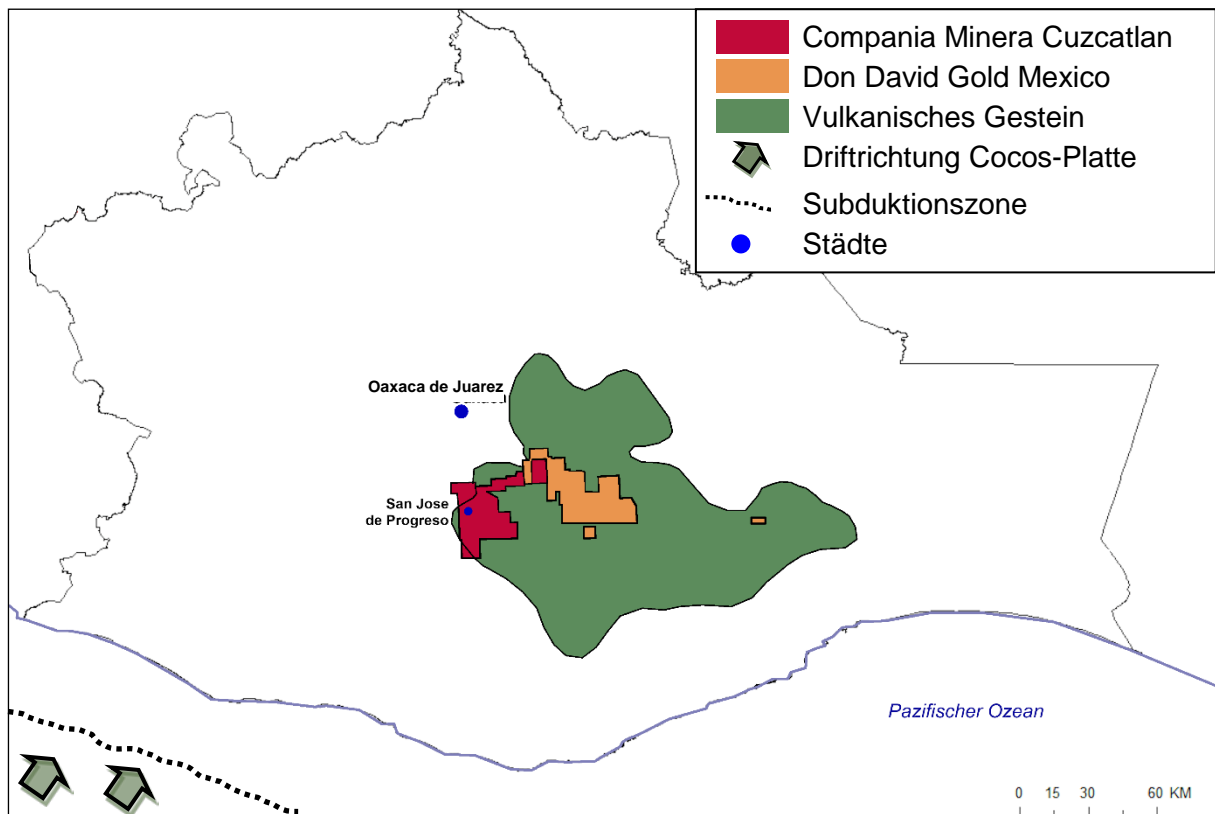 Compania Minera Cuzcatlan
Don David Gold Mexico
Vulkanisches Gestein
Driftrichtung Cocos-Platte
Subduktionszone
Städte
Oaxaca de Juarez
San Jose
de Progreso
Pazifischer Ozean
0 15 30 60 KM